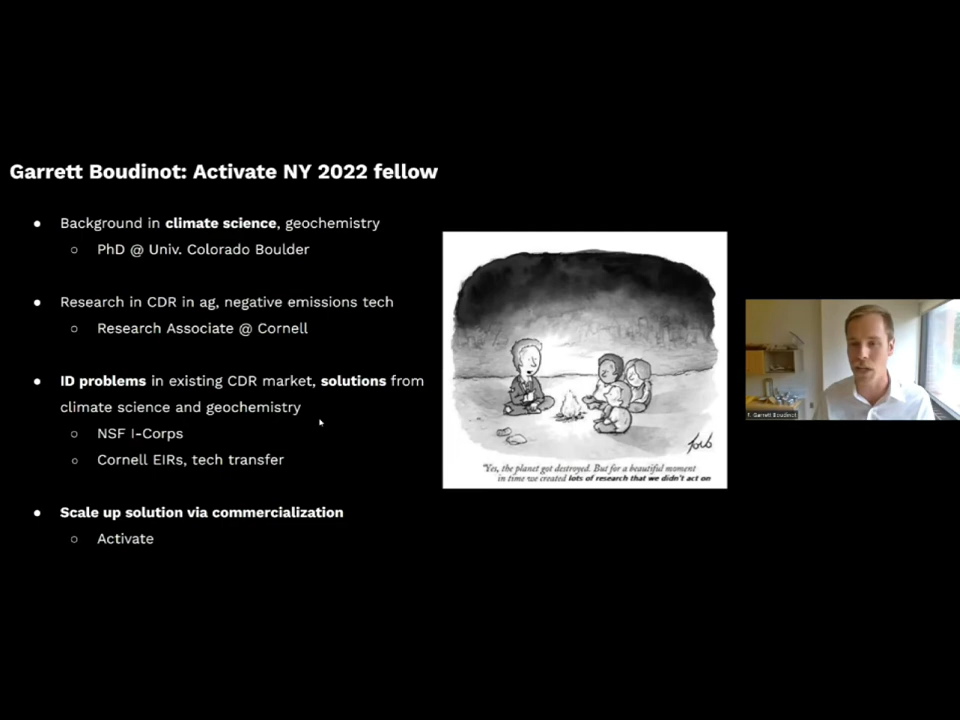 Garrett Boudinot: Activate NY 2022 fellow
● Background in climate science, geochemistry
○ PhD @ Univ. Colorado Boulder
● Research in CDR in ag, negative emissions tech
○ Research Associate @ Cornell
● ID problems in existing CDR market, solutions from
climate science and geochemistry
○ NSF I-Corps
○ Cornell EIRs, tech transfer
● Scale up solution via commercialization
○ Activate
"Yes, the planet got destroyed. But for a beautiful moment
in time we created lots of research that we didn't act on
Garrett Boudinot